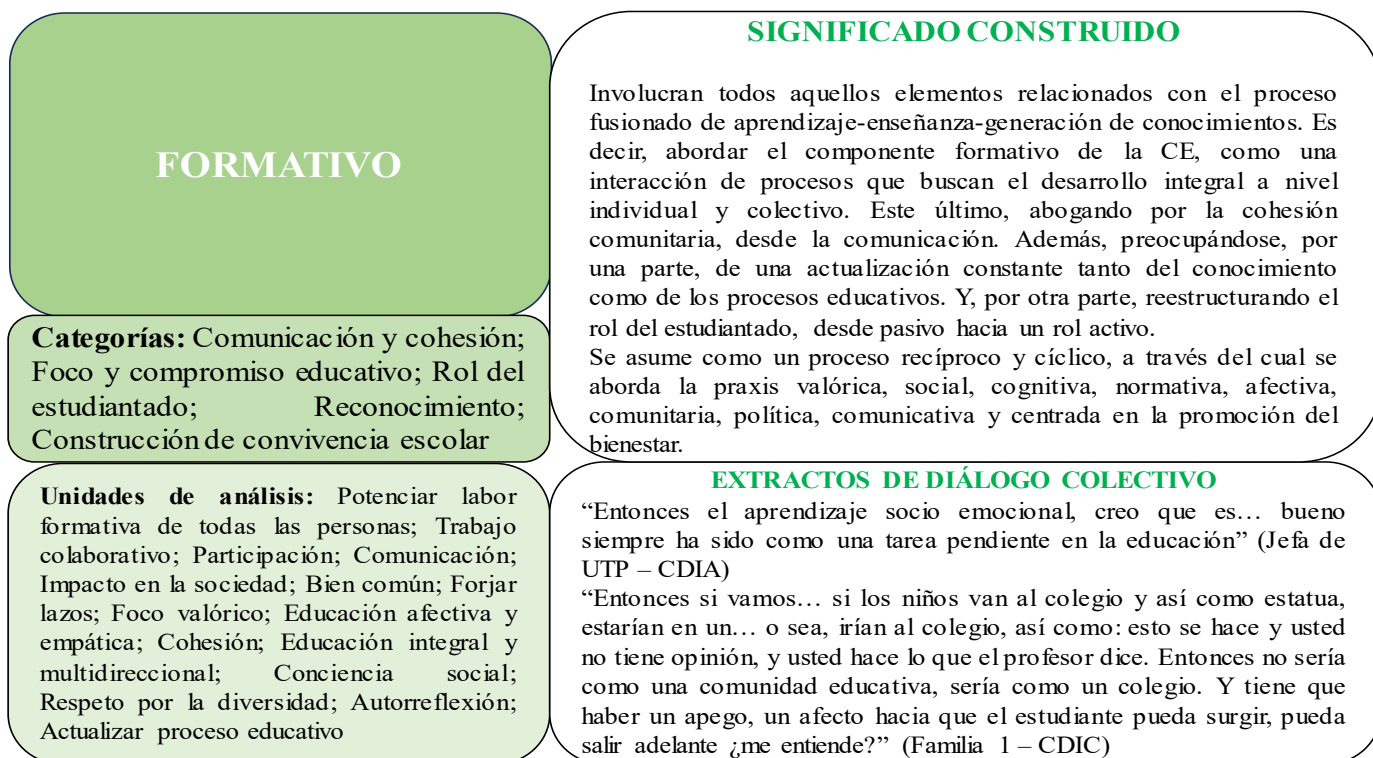 FORMATIVO
Categorías: Comunicación y cohesión;
Foco y compromiso educativo; Rol del
estudiantado; Reconocimiento;
Construcción de convivencia escolar
Unidades de análisis: Potenciar labor
formativa de todas las personas; Trabajo
colaborativo; Participación; Comunicación;
Impacto en la sociedad; Bien común; Forjar
lazos; Foco valórico; Educación afectiva y
empática; Cohesión; Educación integral y
multidireccional; Conciencia social;
Respeto por la diversidad; Autorreflexión;
Actualizar proceso educativo
SIGNIFICADO CONSTRUIDO
Involucran todos aquellos elementos relacionados con el proceso
fusionado de aprendizaje-enseñanza-generación de conocimientos. Es
decir, abordar el componente formativo de la CE, como una
interacción de procesos que buscan el desarrollo integral a nivel
individual y colectivo. Este último, abogando por la cohesión
comunitaria, desde la comunicación. Además, preocupándose, por
una parte, de una actualización constante tanto del conocimiento
como de los procesos educativos. Y, por otra parte, reestructurando el
rol del estudiantado, desde pasivo hacia un rol activo.
Se asume como un proceso recíproco y cíclico, a través del cual se
aborda la praxis valórica, social, cognitiva, normativa, afectiva,
comunitaria, política, comunicativa y centrada en la promoción del
bienestar.
EXTRACTOS DE DIÁLOGO COLECTIVO
“Entonces el aprendizaje socio emocional, creo que es… bueno
siempre ha sido como una tarea pendiente en la educación” (Jefa de
UTP – CDIA)
“Entonces si vamos… si los niños van al colegio y así como estatua,
estarían en un… o sea, irían al colegio, así como: esto se hace y usted
no tiene opinión, y usted hace lo que el profesor dice. Entonces no sería
como una comunidad educativa, sería como un colegio. Y tiene que
haber un apego, un afecto hacia que el estudiante pueda surgir, pueda
salir adelante ¿me entiende?” (Familia 1 – CDIC)